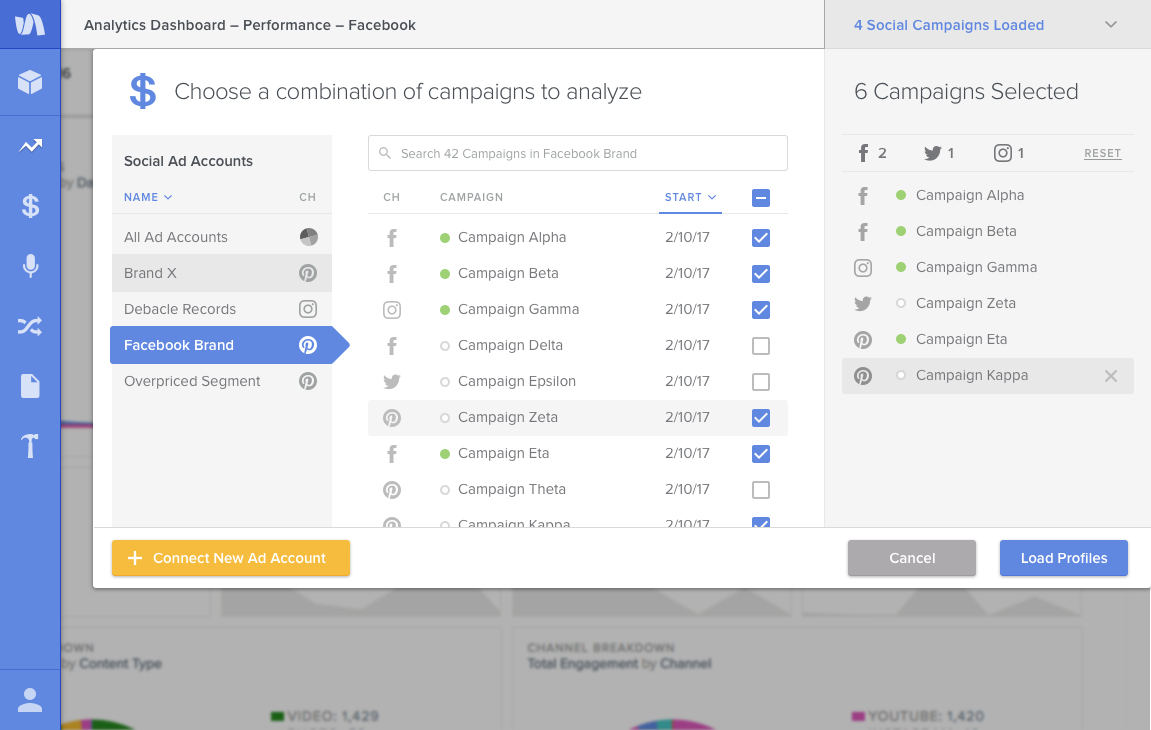 Analytics Dashboard – Performance – Facebook
4 Social Campaigns Loaded
Choose a combination of campaigns to analyze
6 Campaigns Selected
Social Ad Accounts
NAME
CH
All Ad Accounts
Brand X
Debacle Records
Facebook Brand
Overpriced Segment
Search 42 Campaigns in Facebook Brand
CH CAMPAIGN START
Campaign Alpha 2/10/17
Campaign Beta 2/10/17
Campaign Gamma 2/10/17
Campaign Delta 2/10/17
Campaign Epsilon 2/10/17
Campaign Zeta 2/10/17
Campaign Eta 2/10/17
Campaign Theta 2/10/17
Campaign Kappa 2/10/17
2 1 1 RESET
Campaign Alpha
Campaign Beta
Campaign Gamma
Campaign Zeta
Campaign Eta
Campaign Kappa
Connect New Ad Account
Cancel
Load Profiles
by Content Type
VIDEO: 1,429
CHANNEL BREAKDOWN
Total Engagement by Channel
YOUTUBE: 1,420